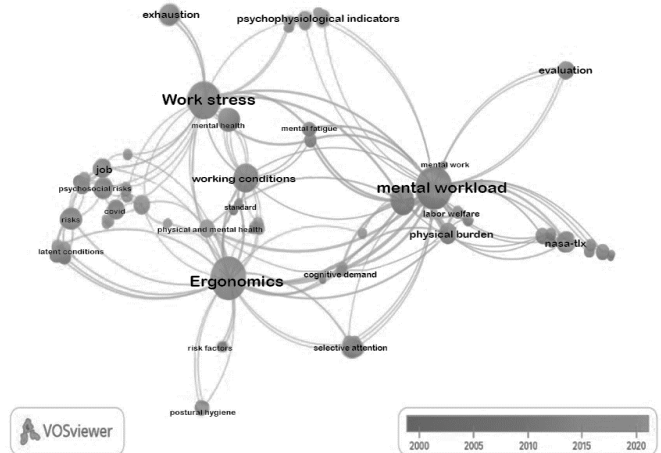 exhaustion
psychophysiological indicators
evaluation
Work stress
mental health
mental fatigue
mental work
job
working conditions
mental workload
psychosocial risks
covid
standard
labor welfare
risks
physical and mental health
physical burden
nasa-tlx
latent conditions
cognitive demand
Ergonomics
risk factors
selective attention
postural hygiene
VOSviewer
2000 2005 2010 2015 2020